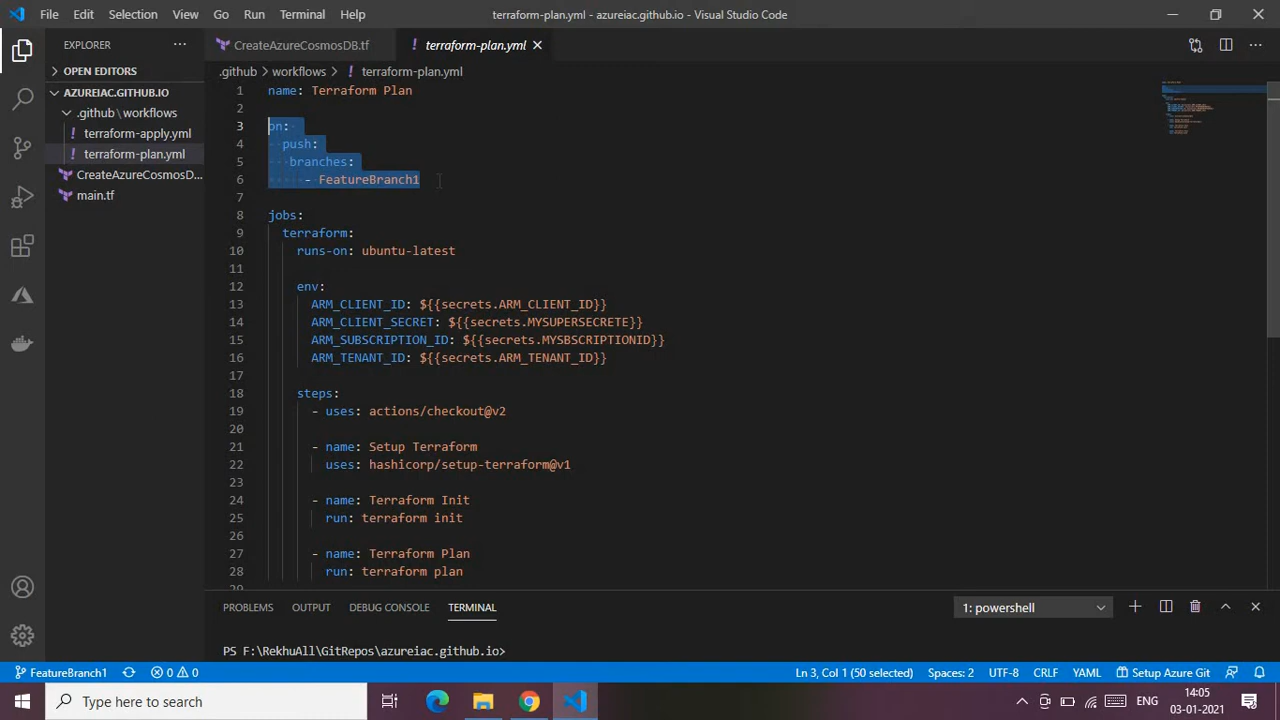 File Edit Selection View Go Run Terminal Help
terraform-plan.yml - azureiac.github.io - Visual Studio Code
EXPLORER
OPEN EDITORS
AZUREIAC.GITHUB.IO
.github\workflows
terraform-apply.yml
terraform-plan.yml
CreateAzureCosmosD...
main.tf
CreateAzureCosmosDB.tf
terraform-plan.yml
.github > workflows > terraform-plan.yml
1 name: Terraform Plan
2
3 on:
4 push:
5 branches:
6 - FeatureBranch1
7
8 jobs:
9 terraform:
10 runs-on: ubuntu-latest
11
12 env:
13 ARM_CLIENT_ID: ${{secrets.ARM_CLIENT_ID}}
14 ARM_CLIENT_SECRET: ${{secrets.MYSUPERSECRETE}}
15 ARM_SUBSCRIPTION_ID: ${{secrets.MYSBSCRIPTIONID}}
16 ARM_TENANT_ID: ${{secrets.ARM_TENANT_ID}}
17
18 steps:
19 - uses: actions/checkout@v2
20
21 - name: Setup Terraform
22 uses: hashicorp/setup-terraform@v1
23
24 - name: Terraform Init
25 run: terraform init
26
27 - name: Terraform Plan
28 run: terraform plan
29
PROBLEMS OUTPUT DEBUG CONSOLE TERMINAL
1: powershell
PS F:\RekhuAll\GitRepos\azureiac.github.io>
FeatureBranch1 0 0
Ln 3, Col 1 (50 selected) Spaces: 2 UTF-8 CRLF YAML Setup Azure Git
Type here to search
ENG
14:05
03-01-2021